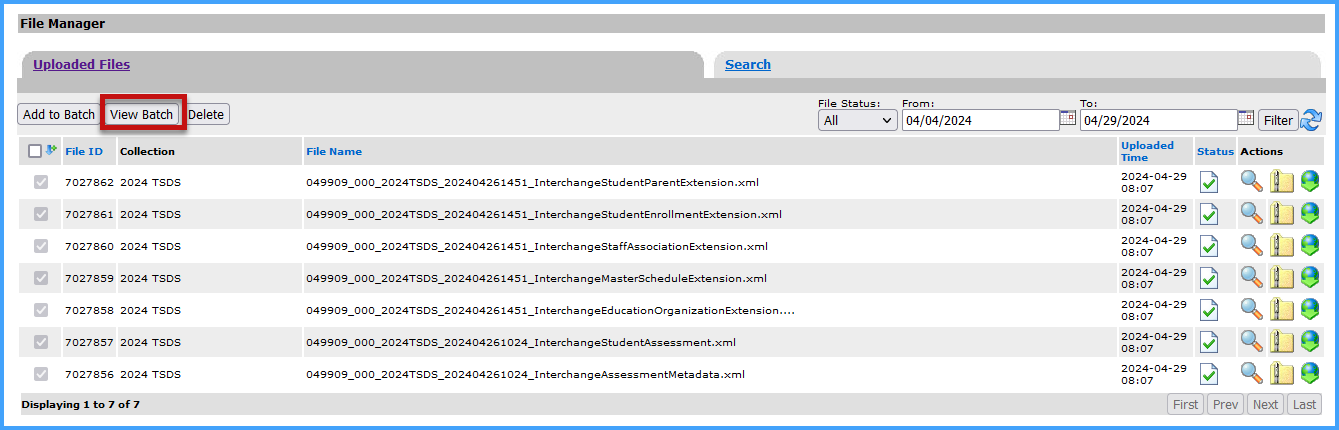 File Manager
Uploaded Files Search
Add to Batch View Batch Delete File Status: All From: 04/04/2024 To: 04/29/2024 Filter
File ID Collection File Name Uploaded Time Status Actions
7027862 2024 TSDS 049909_000_2024TSDS_202404261451_InterchangeStudentParentExtension.xml 2024-04-29 08:07
7027861 2024 TSDS 049909_000_2024TSDS_202404261451_InterchangeStudentEnrollmentExtension.xml 2024-04-29 08:07
7027860 2024 TSDS 049909_000_2024TSDS_202404261451_InterchangeStaffAssociationExtension.xml 2024-04-29 08:07
7027859 2024 TSDS 049909_000_2024TSDS_202404261451_InterchangeMasterScheduleExtension.xml 2024-04-29 08:07
7027858 2024 TSDS 049909_000_2024TSDS_202404261451_InterchangeEducationOrganizationExtension.... 2024-04-29 08:07
7027857 2024 TSDS 049909_000_2024TSDS_202404261024_InterchangeStudentAssessment.xml 2024-04-29 08:07
7027856 2024 TSDS 049909_000_2024TSDS_202404261024_InterchangeAssessmentMetadata.xml 2024-04-29 08:07
Displaying 1 to 7 of 7 First Prev Next Last